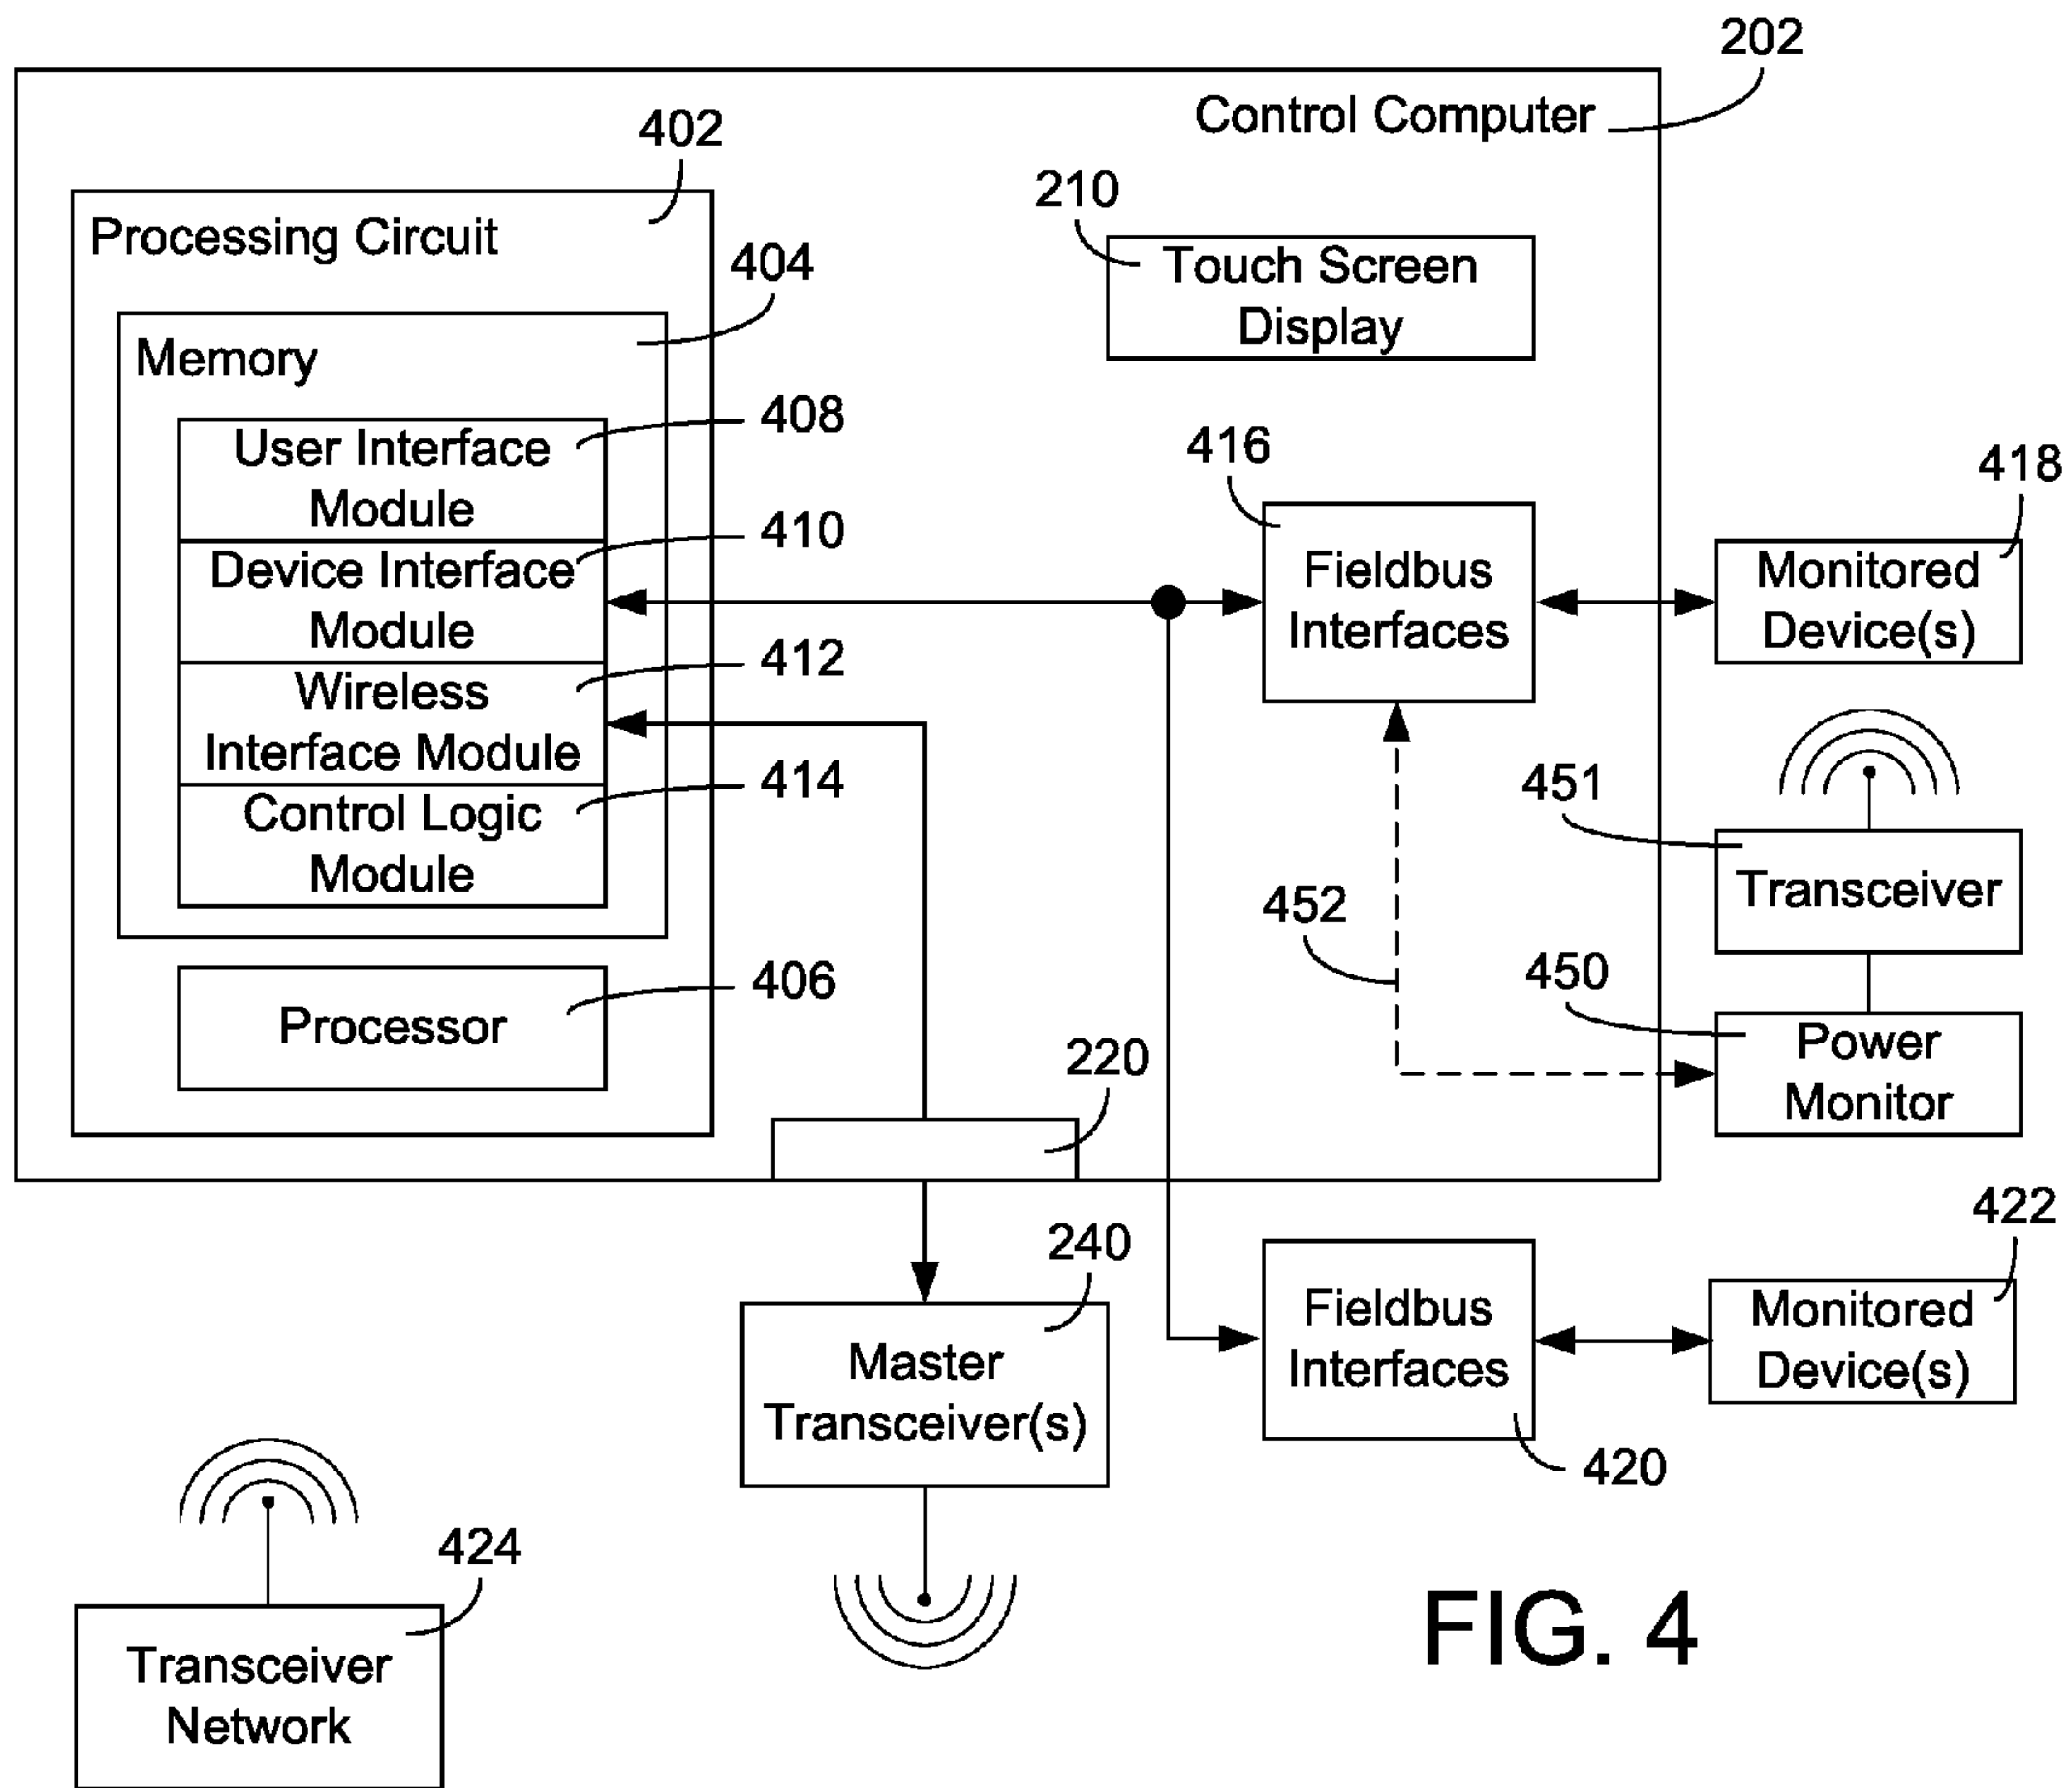 202
Control Computer
402
Processing Circuit
210
Touch Screen
Display
404
Memory
408
User Interface
Module
410
Device Interface
Module
412
Wireless
Interface Module
414
Control Logic
Module
406
Processor
416
Fieldbus
Interfaces
418
Monitored
Device(s)
451
Transceiver
452
450
Power
Monitor
220
240
Master
Transceiver(s)
Fieldbus
Interfaces
420
422
Monitored
Device(s)
424
Transceiver
Network
FIG. 4